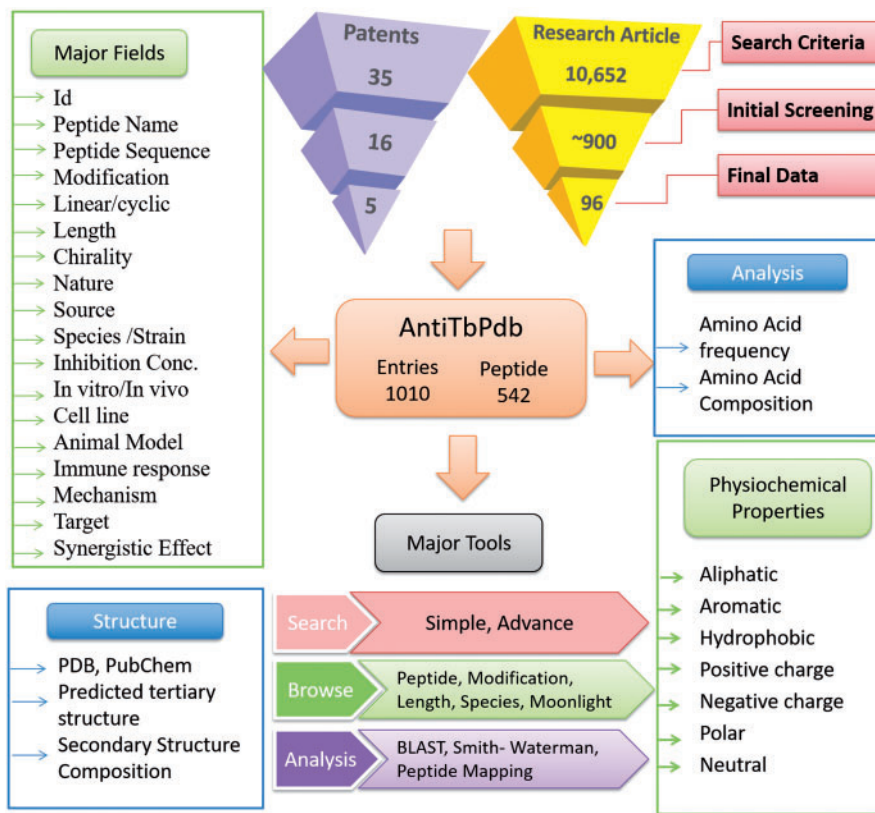 Major Fields
Id
Peptide Name
Peptide Sequence
Modification
Linear/cyclic
Length
Chirality
Nature
Source
Species /Strain
Inhibition Conc.
In vitro/In vivo
Cell line
Animal Model
Immune response
Mechanism
Target
Synergistic Effect
Patents
35
16
5
Research Article
10,652
~900
96
Search Criteria
Initial Screening
Final Data
AntiTbPdb
Entries
1010
Peptide
542
Analysis
Amino Acid
frequency
Amino Acid
Composition
Physiochemical
Properties
Aliphatic
Aromatic
Hydrophobic
Positive charge
Negative charge
Polar
Neutral
Major Tools
Search
Simple, Advance
Browse
Peptide, Modification,
Length, Species, Moonlight
Analysis
BLAST, Smith- Waterman,
Peptide Mapping
Structure
PDB, PubChem
Predicted tertiary
structure
Secondary Structure
Composition